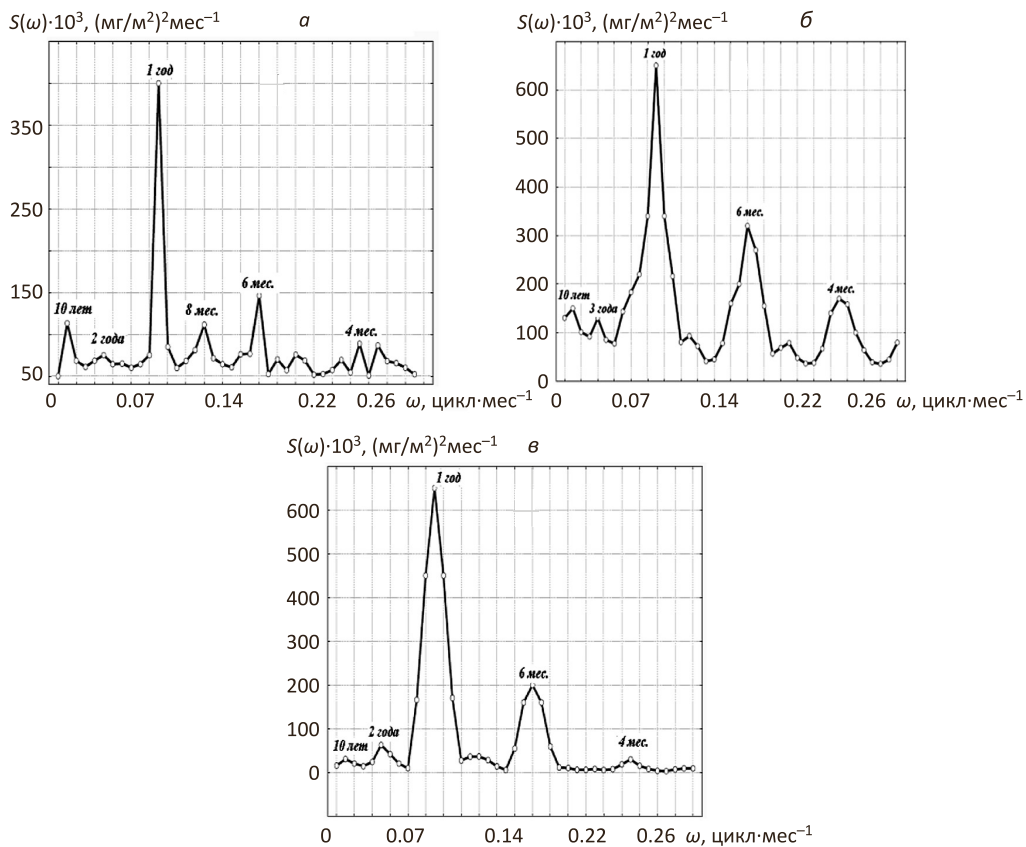 S(ω)·10³, (мг/м²)²мес⁻¹ а
1 год
350
250
150
6 мес.
10 лет
8 мес.
2 года
4 мес.
50
0 0.07 0.14 0.22 0.26 ω, цикл·мес⁻¹
S(ω)·10³, (мг/м²)²мес⁻¹ б
1 год
600
500
400
6 мес.
300
200
10 лет
3 года
4 мес.
100
0
0 0.07 0.14 0.22 0.26 ω, цикл·мес⁻¹
S(ω)·10³, (мг/м²)²мес⁻¹ в
1 год
600
500
400
300
200
6 мес.
100
2 года
10 лет
4 мес.
0
0 0.07 0.14 0.22 0.26 ω, цикл·мес⁻¹